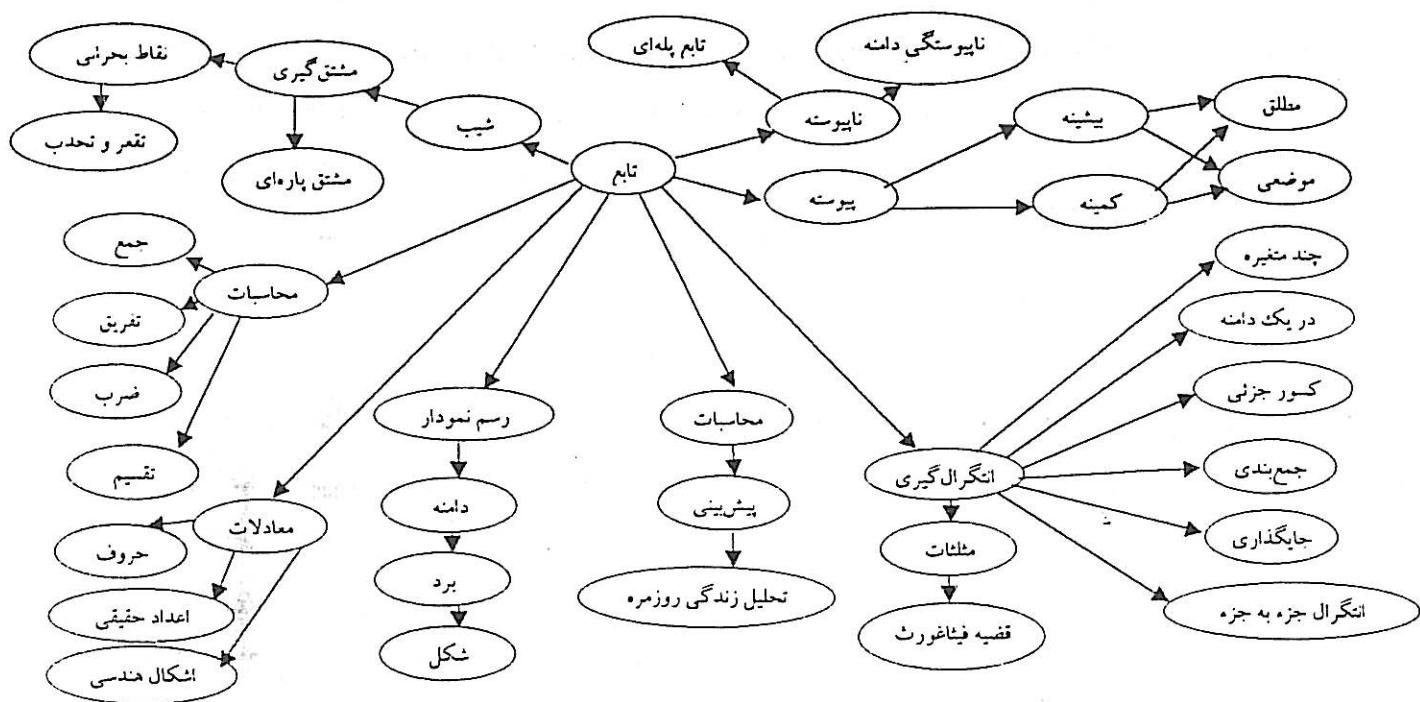 تابع
ناپیوسته
تابع پله‌ای
ناپیوستگی دامنه
پیوسته
بیشینه
کمینه
مطلق
موضعی
شیب
مشتق‌گیری
نقاط بحرانی
تقعر و تحدب
مشتق پاره‌ای
محاسبات
جمع
تفریق
ضرب
تقسیم
معادلات
حروف
اعداد حقیقی
اشکال هندسی
رسم نمودار
دامنه
برد
شکل
محاسبات
پیش‌بینی
تحلیل زندگی روزمره
انتگرال‌گیری
چند متغیره
در یک دامنه
کسور جزئی
جمع‌بندی
جایگذاری
انتگرال جزء به جزء
مثلثات
قضیه فیثاغورث